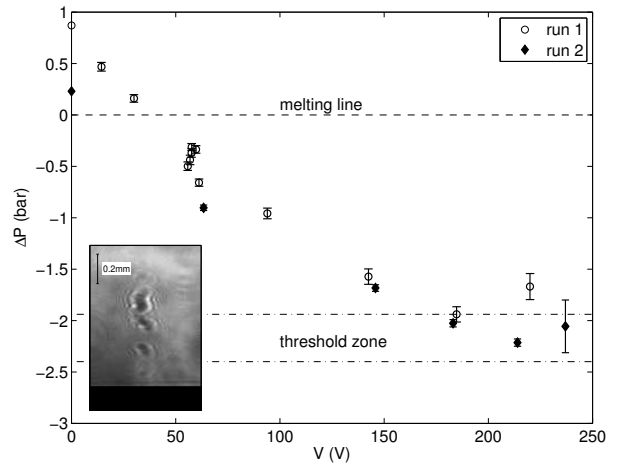 1
0.5
0
−0.5
−1
−1.5
−2
−2.5
−3
ΔP (bar)
run 1
run 2
melting line
0.2mm
threshold zone
0 50 100 150 200 250
V (V)